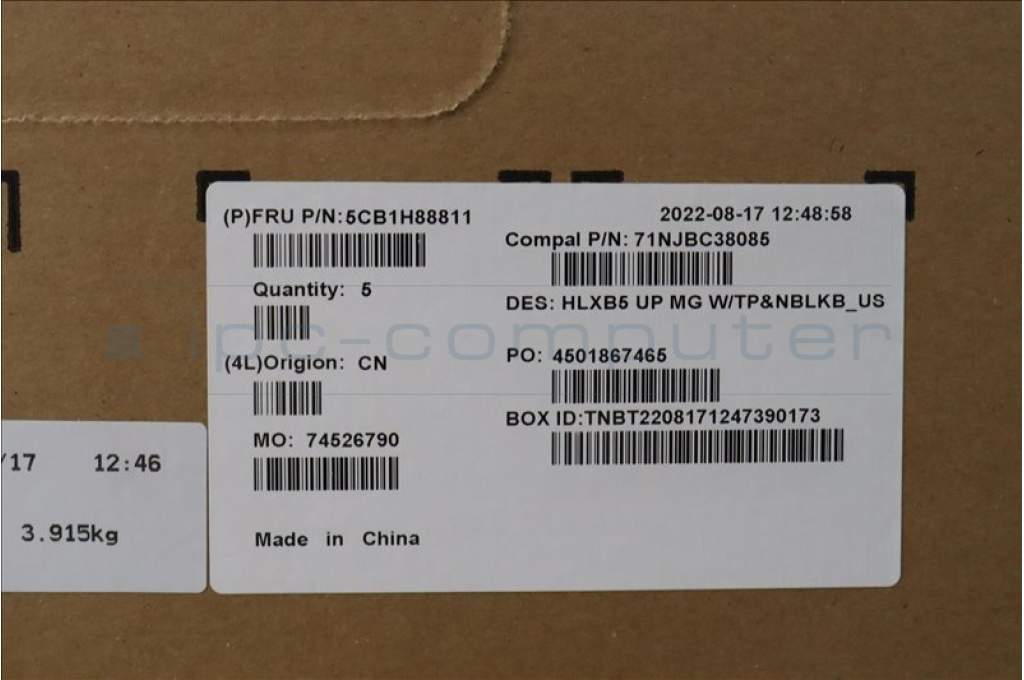 (P)FRU P/N:5CB1H88811
2022-08-17 12:48:58
Compal P/N: 71NJBC38085
Quantity: 5
DES: HLXB5 UP MG W/TP&NBLKB_US
ipc-computer
(4L)Origion: CN
PO: 4501867465
BOX ID:TNBT2208171247390173
MO: 74526790
Made in China
/17 12:46
3.915kg